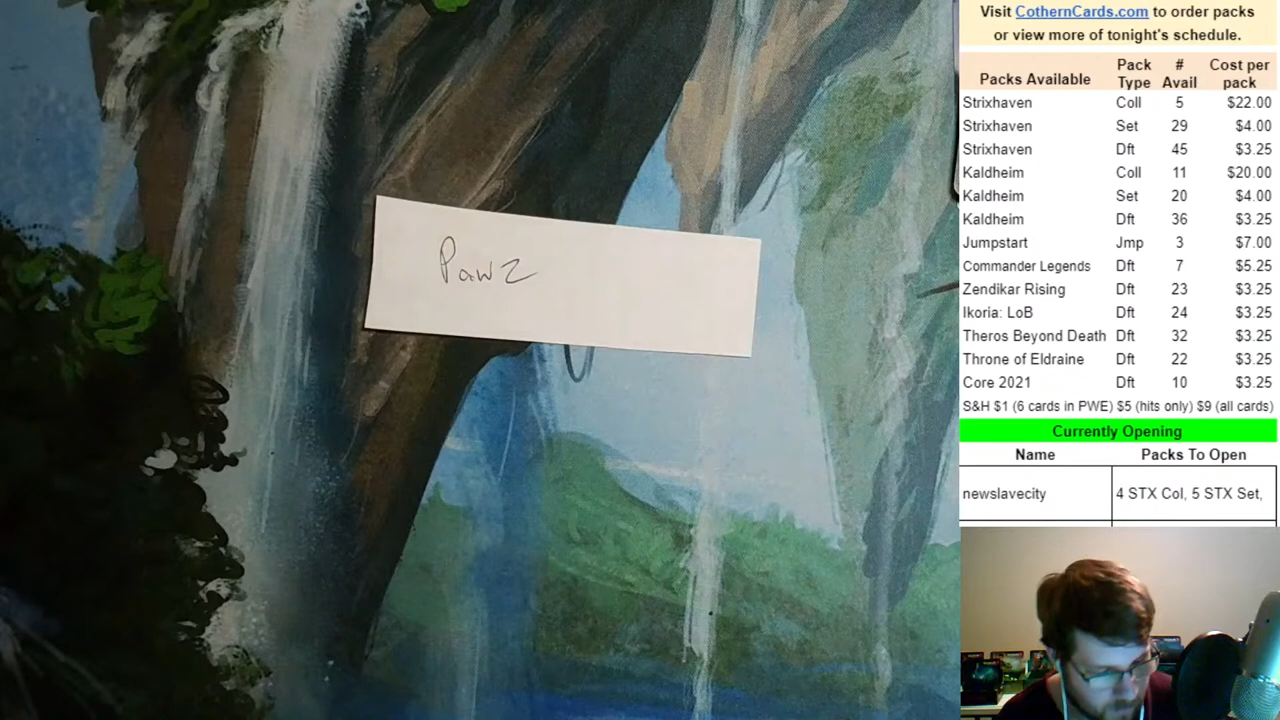 Pawz
Visit CothernCards.com to order packs
or view more of tonight's schedule.
Packs Available Pack Type # Avail Cost per pack
Strixhaven Coll 5 $22.00
Strixhaven Set 29 $4.00
Strixhaven Dft 45 $3.25
Kaldheim Coll 11 $20.00
Kaldheim Set 20 $4.00
Kaldheim Dft 36 $3.25
Jumpstart Jmp 3 $7.00
Commander Legends Dft 7 $5.25
Zendikar Rising Dft 23 $3.25
Ikoria: LoB Dft 24 $3.25
Theros Beyond Death Dft 32 $3.25
Throne of Eldraine Dft 22 $3.25
Core 2021 Dft 10 $3.25
S&H $1 (6 cards in PWE) $5 (hits only) $9 (all cards)
Currently Opening
Name Packs To Open
newslavecity 4 STX Col, 5 STX Set,